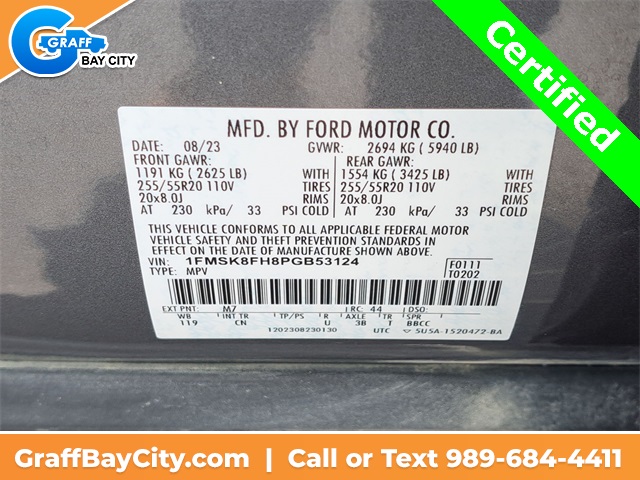 GRAFF
BAY CITY
Certified
MFD. BY FORD MOTOR CO.
DATE: 08/23 GVWR: 2694 KG ( 5940 LB)
FRONT GAWR: REAR GAWR:
1191 KG ( 2625 LB) WITH 1554 KG ( 3425 LB) WITH
255/55R20 110V TIRES 255/55R20 110V TIRES
20x8.0J RIMS 20x8.0J RIMS
AT 230 kPa/ 33 PSI COLD AT 230 kPa/ 33 PSI COLD
THIS VEHICLE CONFORMS TO ALL APPLICABLE FEDERAL MOTOR
VEHICLE SAFETY AND THEFT PREVENTION STANDARDS IN EFFECT
ON THE DATE OF MANUFACTURE SHOWN ABOVE.
VIN: 1FMSK8FH8PGB53124 F0111
TYPE: MPV T0202
EXT PNT: M7 RC: 44 DSO:
WB INT TR TP/PS R AXLE TR SPR
119 CN U 3B T BBCC
1202308230130 UTC SU5A-1520472-BA
GraffBayCity.com | Call or Text 989-684-4411